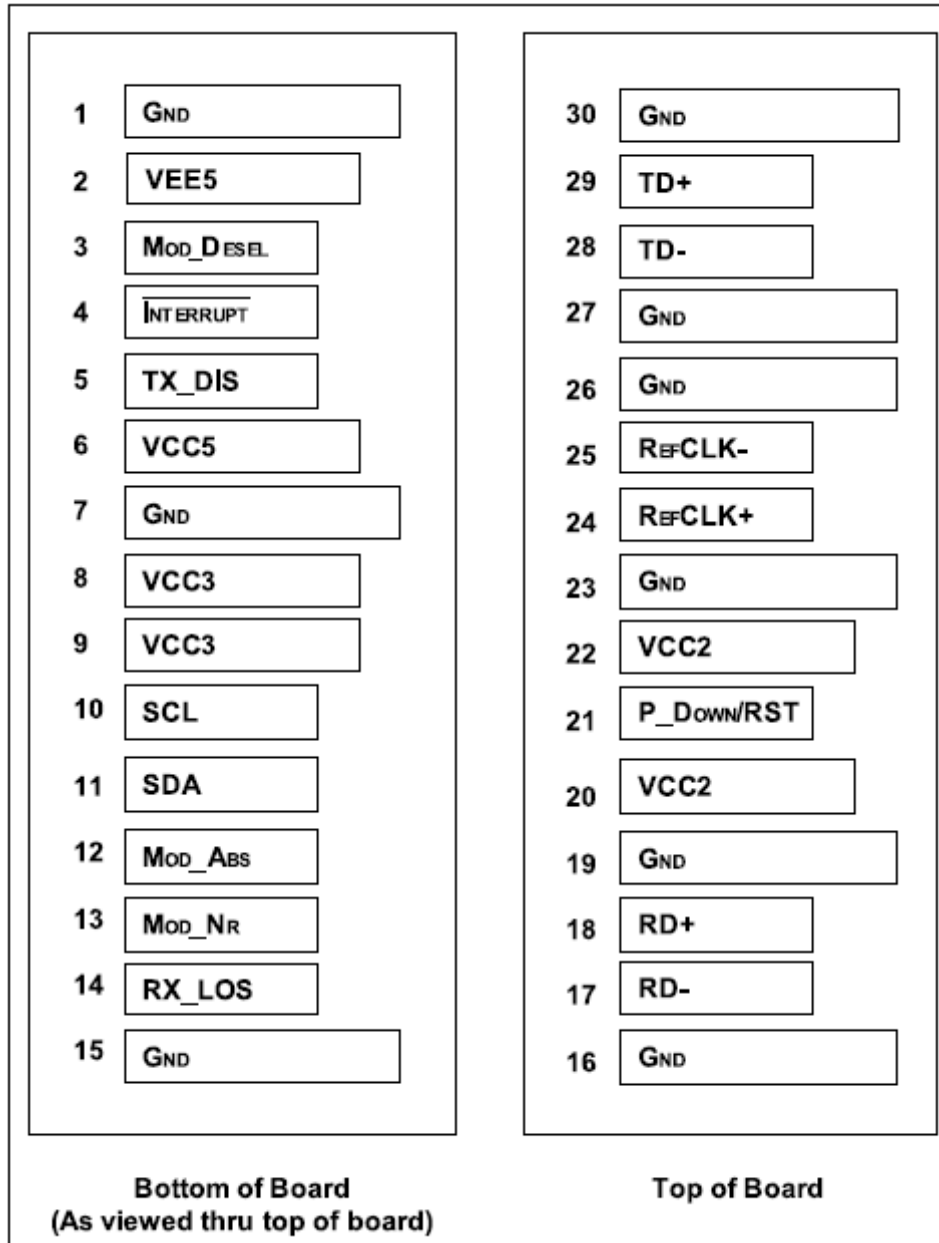 1 GND
2 VEE5
3 MOD_DESEL
4 INTERRUPT
5 TX_DIS
6 VCC5
7 GND
8 VCC3
9 VCC3
10 SCL
11 SDA
12 MOD_ABS
13 MOD_NR
14 RX_LOS
15 GND
Bottom of Board
(As viewed thru top of board)
30 GND
29 TD+
28 TD-
27 GND
26 GND
25 REFCLK-
24 REFCLK+
23 GND
22 VCC2
21 P_DOWN/RST
20 VCC2
19 GND
18 RD+
17 RD-
16 GND
Top of Board